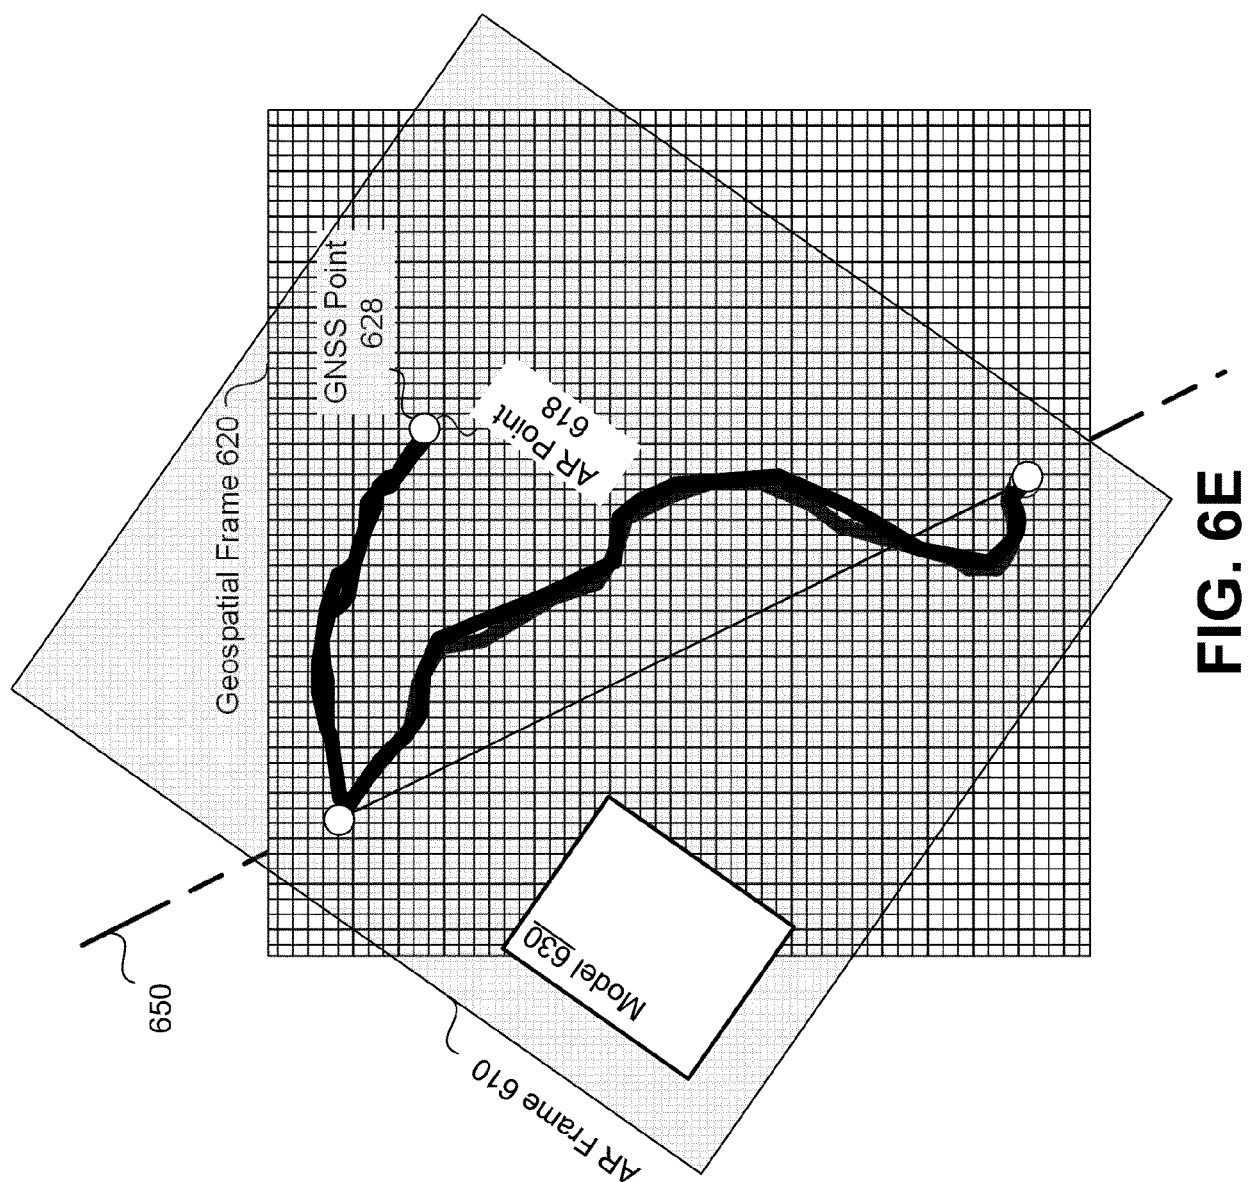 Geospatial Frame 620
GNSS Point
628
AR Point
618
Model 630
AR Frame 610
650
FIG. 6E